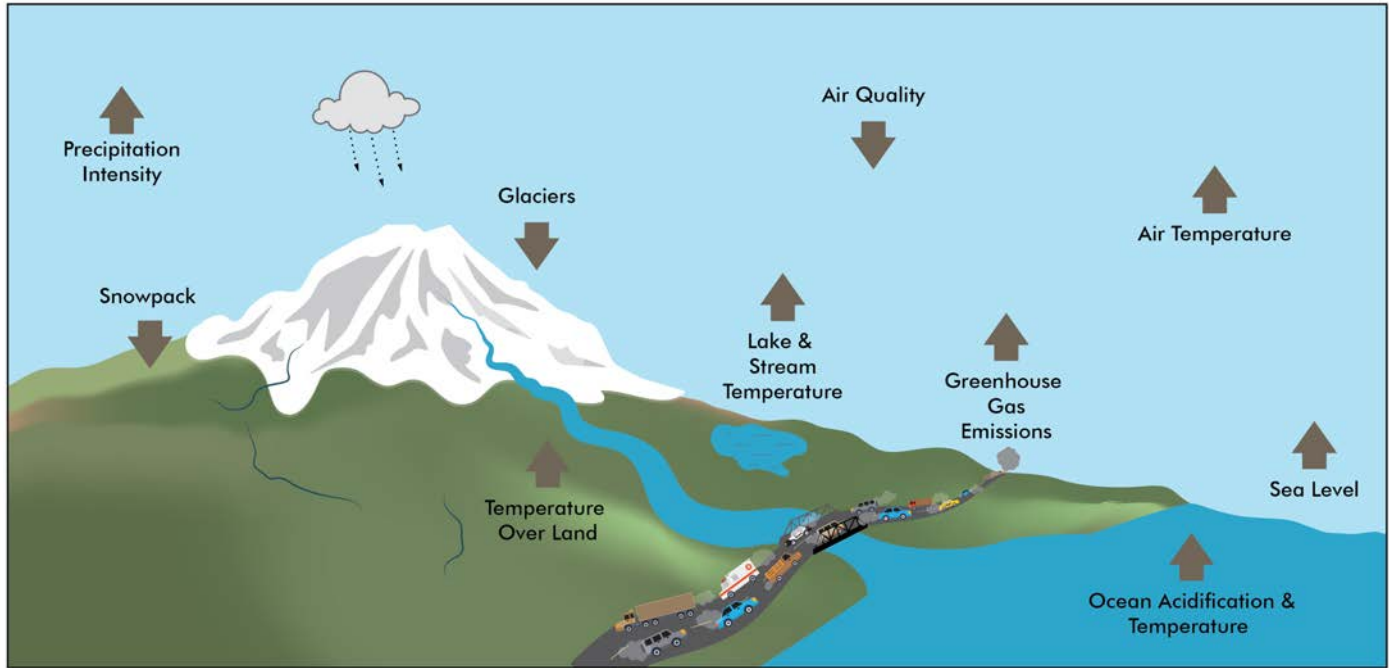 Precipitation
Intensity
Air Quality
Glaciers
Air Temperature
Snowpack
Lake &
Stream
Temperature
Greenhouse
Gas
Emissions
Temperature
Over Land
Sea Level
Ocean Acidification &
Temperature